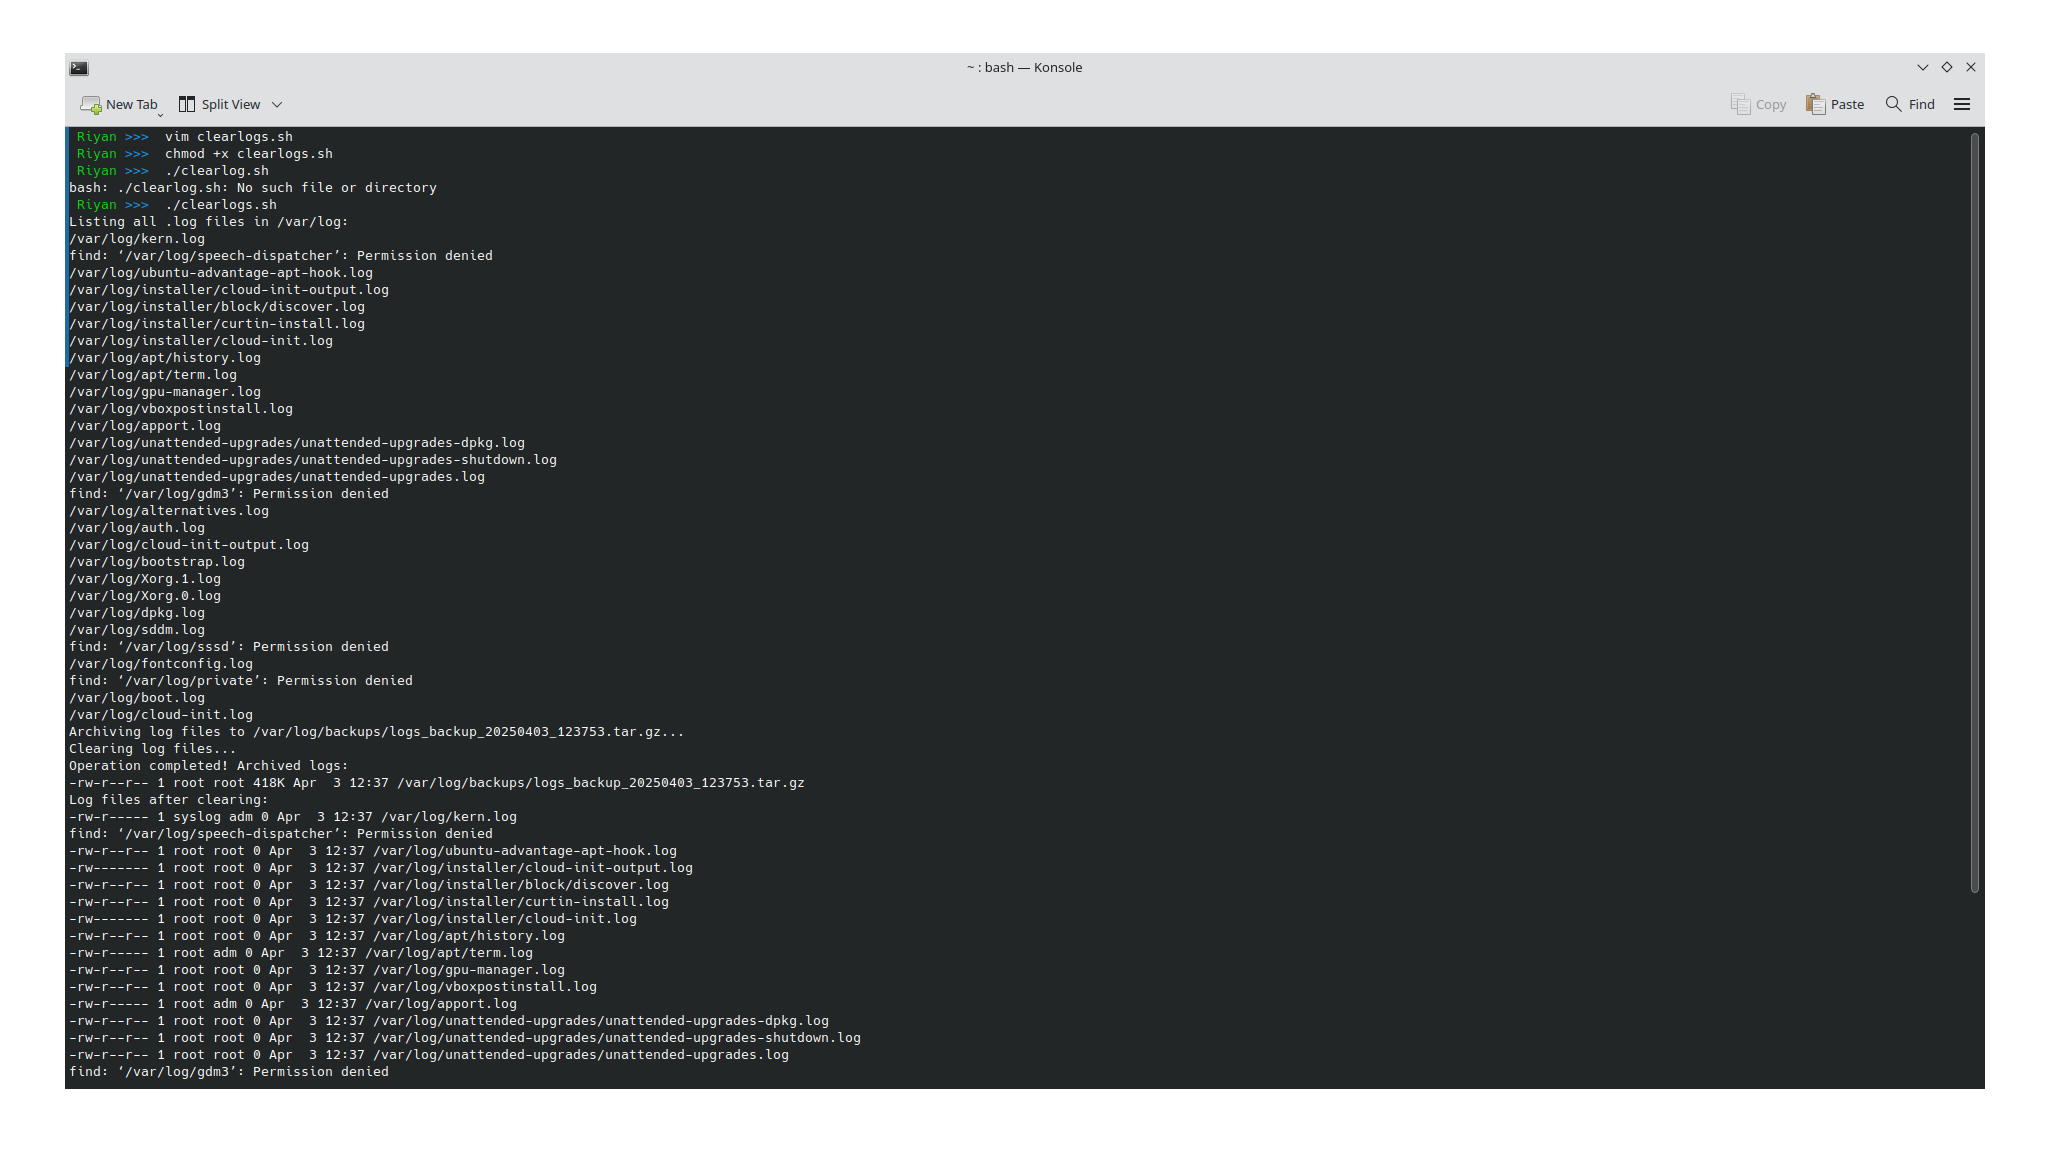 ~ : bash — Konsole
New Tab Split View Copy Paste Find
Riyan >>>  vim clearlogs.sh
Riyan >>>  chmod +x clearlogs.sh
Riyan >>>  ./clearlog.sh
bash: ./clearlog.sh: No such file or directory
Riyan >>>  ./clearlogs.sh
Listing all .log files in /var/log:
/var/log/kern.log
find: ‘/var/log/speech-dispatcher’: Permission denied
/var/log/ubuntu-advantage-apt-hook.log
/var/log/installer/cloud-init-output.log
/var/log/installer/block/discover.log
/var/log/installer/curtin-install.log
/var/log/installer/cloud-init.log
/var/log/apt/history.log
/var/log/apt/term.log
/var/log/gpu-manager.log
/var/log/vboxpostinstall.log
/var/log/apport.log
/var/log/unattended-upgrades/unattended-upgrades-dpkg.log
/var/log/unattended-upgrades/unattended-upgrades-shutdown.log
/var/log/unattended-upgrades/unattended-upgrades.log
find: ‘/var/log/gdm3’: Permission denied
/var/log/alternatives.log
/var/log/auth.log
/var/log/cloud-init-output.log
/var/log/bootstrap.log
/var/log/Xorg.1.log
/var/log/Xorg.0.log
/var/log/dpkg.log
/var/log/sddm.log
find: ‘/var/log/sssd’: Permission denied
/var/log/fontconfig.log
find: ‘/var/log/private’: Permission denied
/var/log/boot.log
/var/log/cloud-init.log
Archiving log files to /var/log/backups/logs_backup_20250403_123753.tar.gz...
Clearing log files...
Operation completed! Archived logs:
-rw-r--r-- 1 root root 418K Apr  3 12:37 /var/log/backups/logs_backup_20250403_123753.tar.gz
Log files after clearing:
-rw-r----- 1 syslog adm 0 Apr  3 12:37 /var/log/kern.log
find: ‘/var/log/speech-dispatcher’: Permission denied
-rw-r--r-- 1 root root 0 Apr  3 12:37 /var/log/ubuntu-advantage-apt-hook.log
-rw------- 1 root root 0 Apr  3 12:37 /var/log/installer/cloud-init-output.log
-rw-r--r-- 1 root root 0 Apr  3 12:37 /var/log/installer/block/discover.log
-rw-r--r-- 1 root root 0 Apr  3 12:37 /var/log/installer/curtin-install.log
-rw------- 1 root root 0 Apr  3 12:37 /var/log/installer/cloud-init.log
-rw-r--r-- 1 root root 0 Apr  3 12:37 /var/log/apt/history.log
-rw-r----- 1 root adm 0 Apr  3 12:37 /var/log/apt/term.log
-rw-r--r-- 1 root root 0 Apr  3 12:37 /var/log/gpu-manager.log
-rw-r--r-- 1 root root 0 Apr  3 12:37 /var/log/vboxpostinstall.log
-rw-r----- 1 root adm 0 Apr  3 12:37 /var/log/apport.log
-rw-r--r-- 1 root root 0 Apr  3 12:37 /var/log/unattended-upgrades/unattended-upgrades-dpkg.log
-rw-r--r-- 1 root root 0 Apr  3 12:37 /var/log/unattended-upgrades/unattended-upgrades-shutdown.log
-rw-r--r-- 1 root root 0 Apr  3 12:37 /var/log/unattended-upgrades/unattended-upgrades.log
find: ‘/var/log/gdm3’: Permission denied